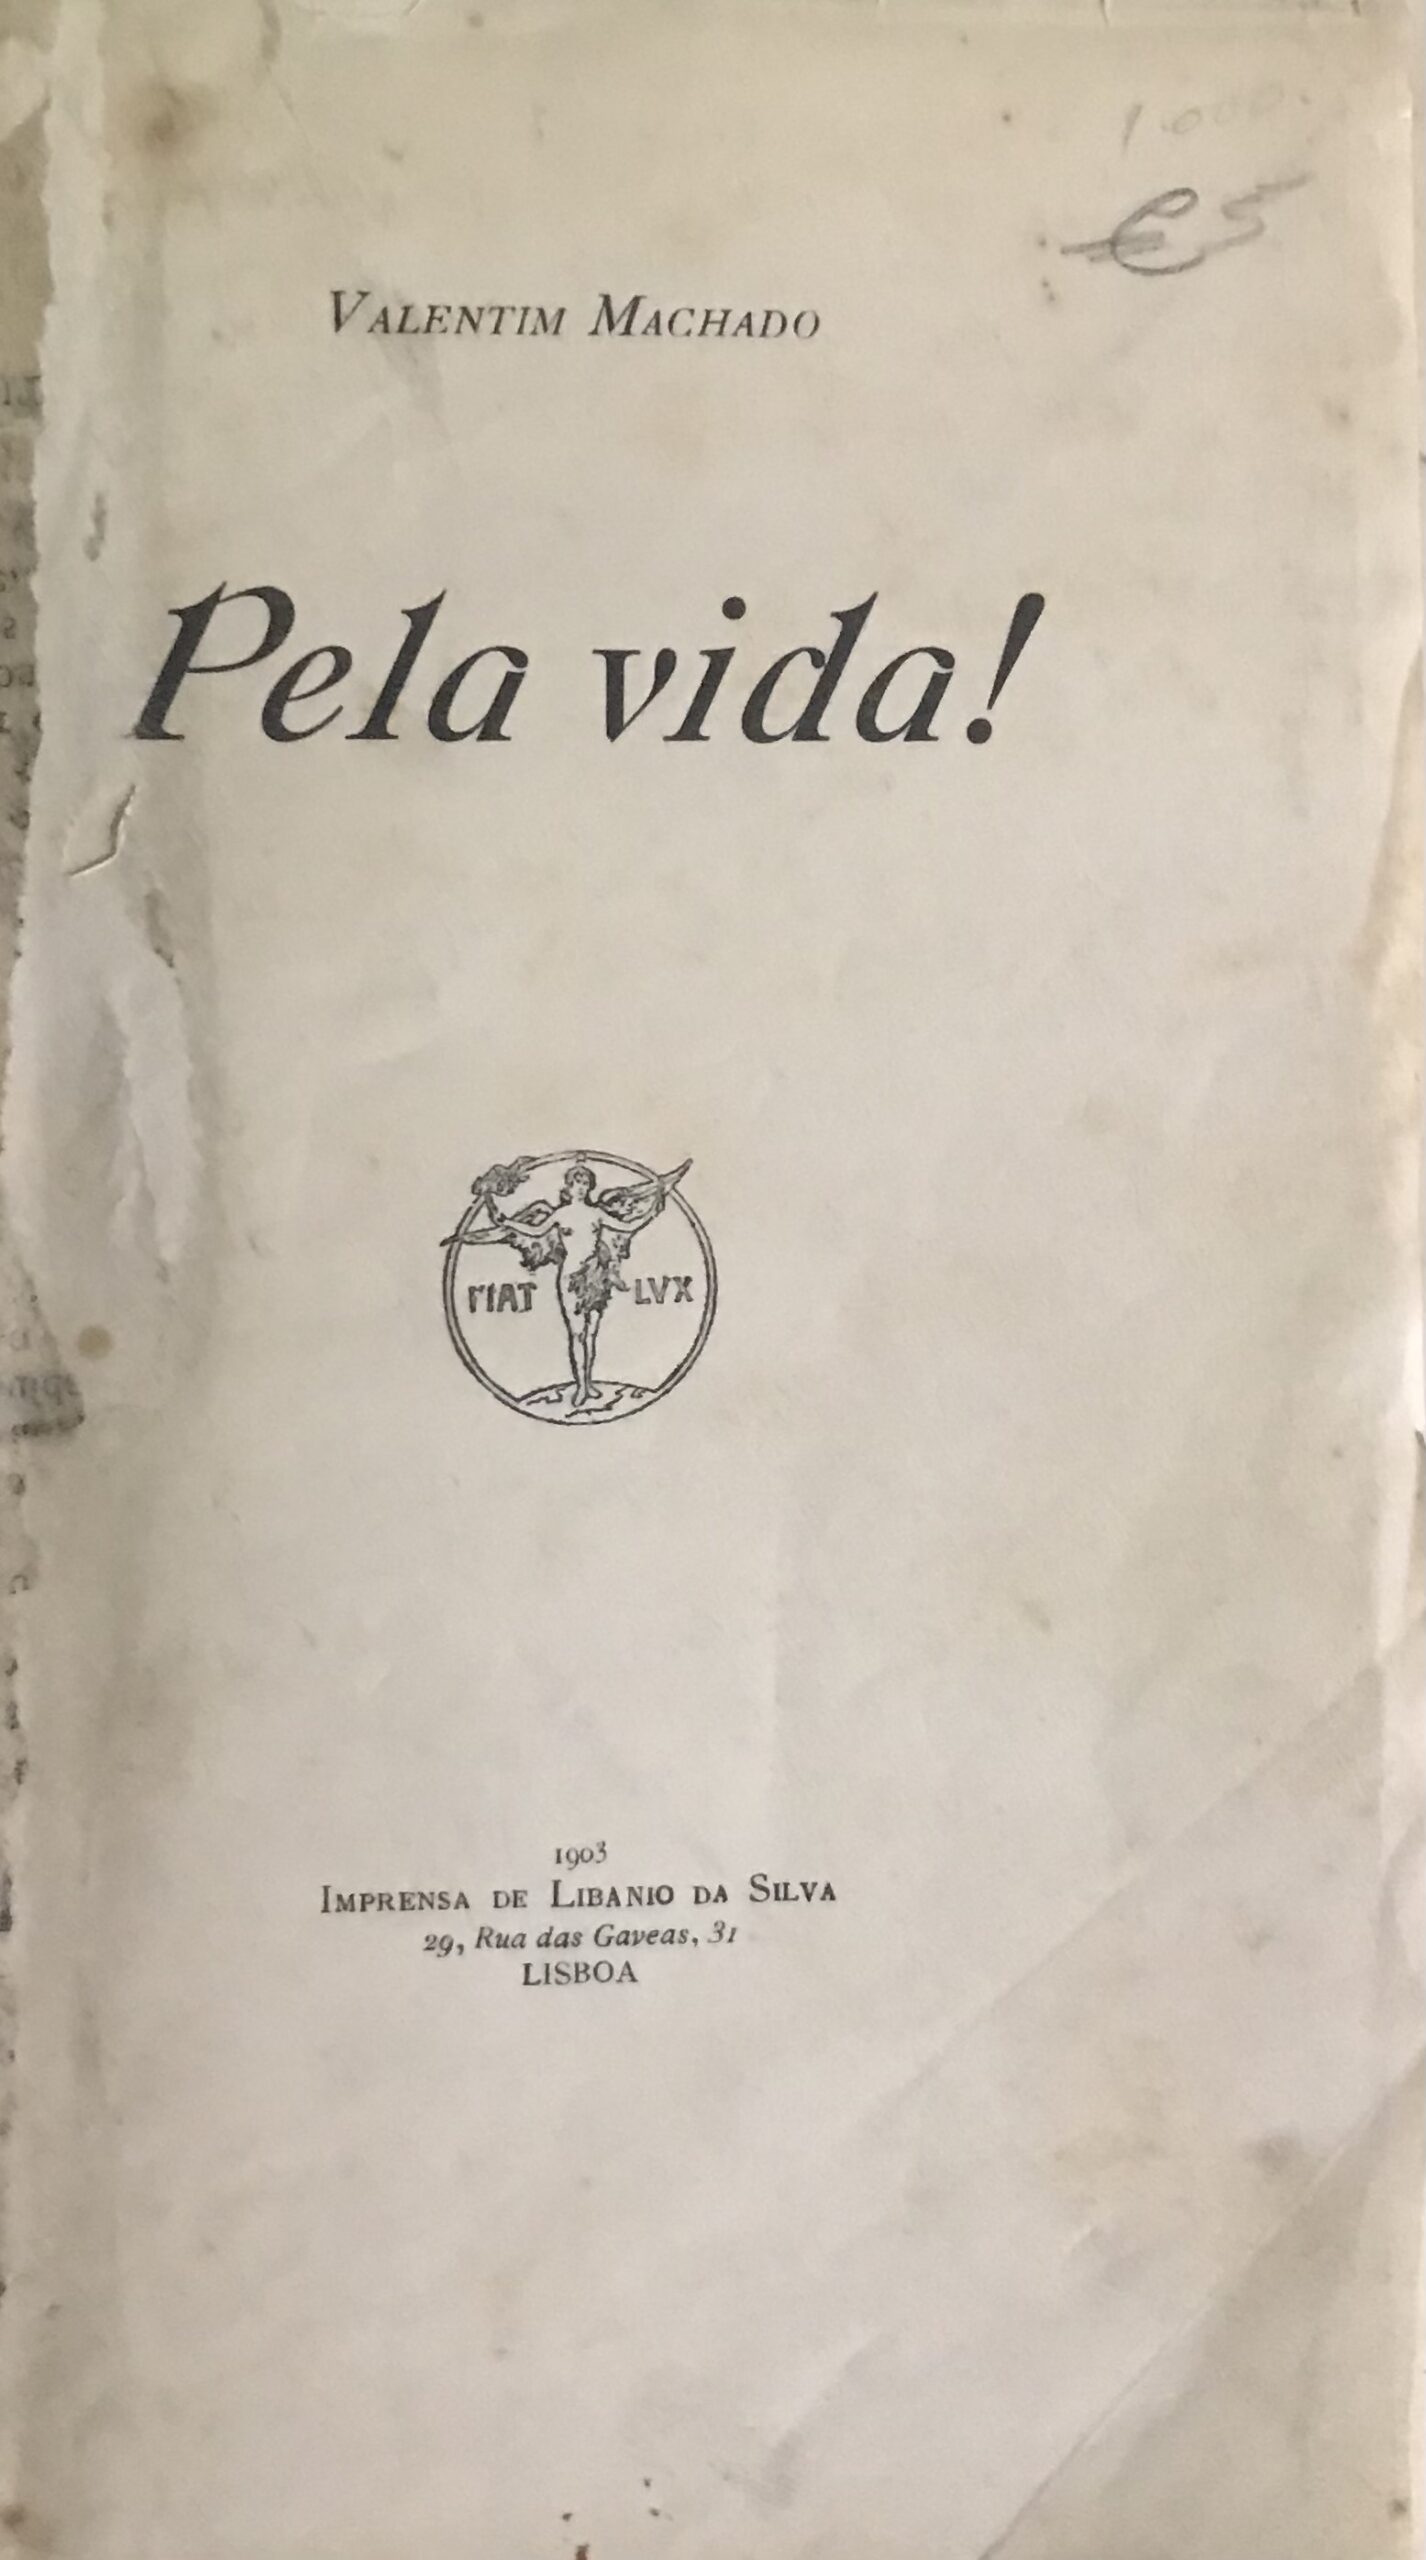 1.000.
€5
VALENTIM MACHADO
Pela vida!
FIAT LVX
1903
IMPRENSA DE LIBANIO DA SILVA
29, Rua das Gaveas, 31
LISBOA